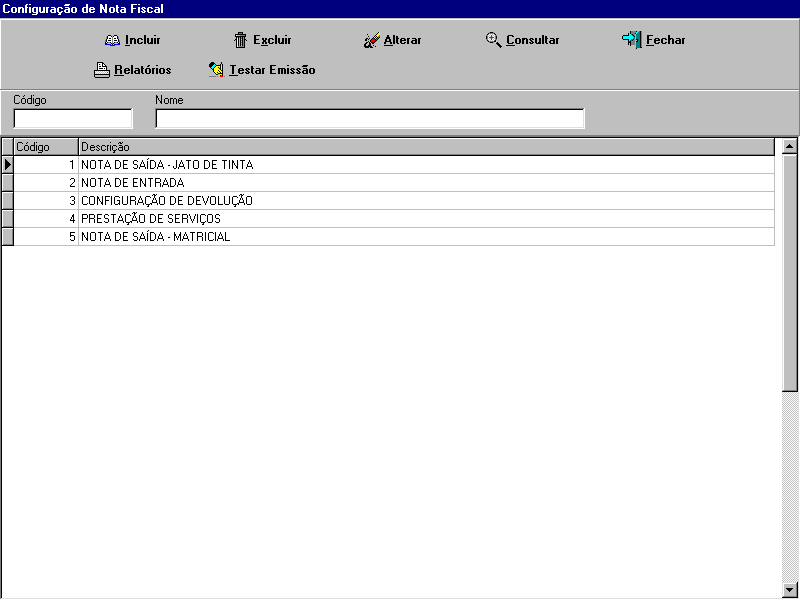 Configuração de Nota Fiscal
Incluir Excluir Alterar Consultar Fechar
Relatórios Testar Emissão
Código Nome
Código Descrição
1 NOTA DE SAÍDA - JATO DE TINTA
2 NOTA DE ENTRADA
3 CONFIGURAÇÃO DE DEVOLUÇÃO
4 PRESTAÇÃO DE SERVIÇOS
5 NOTA DE SAÍDA - MATRICIAL